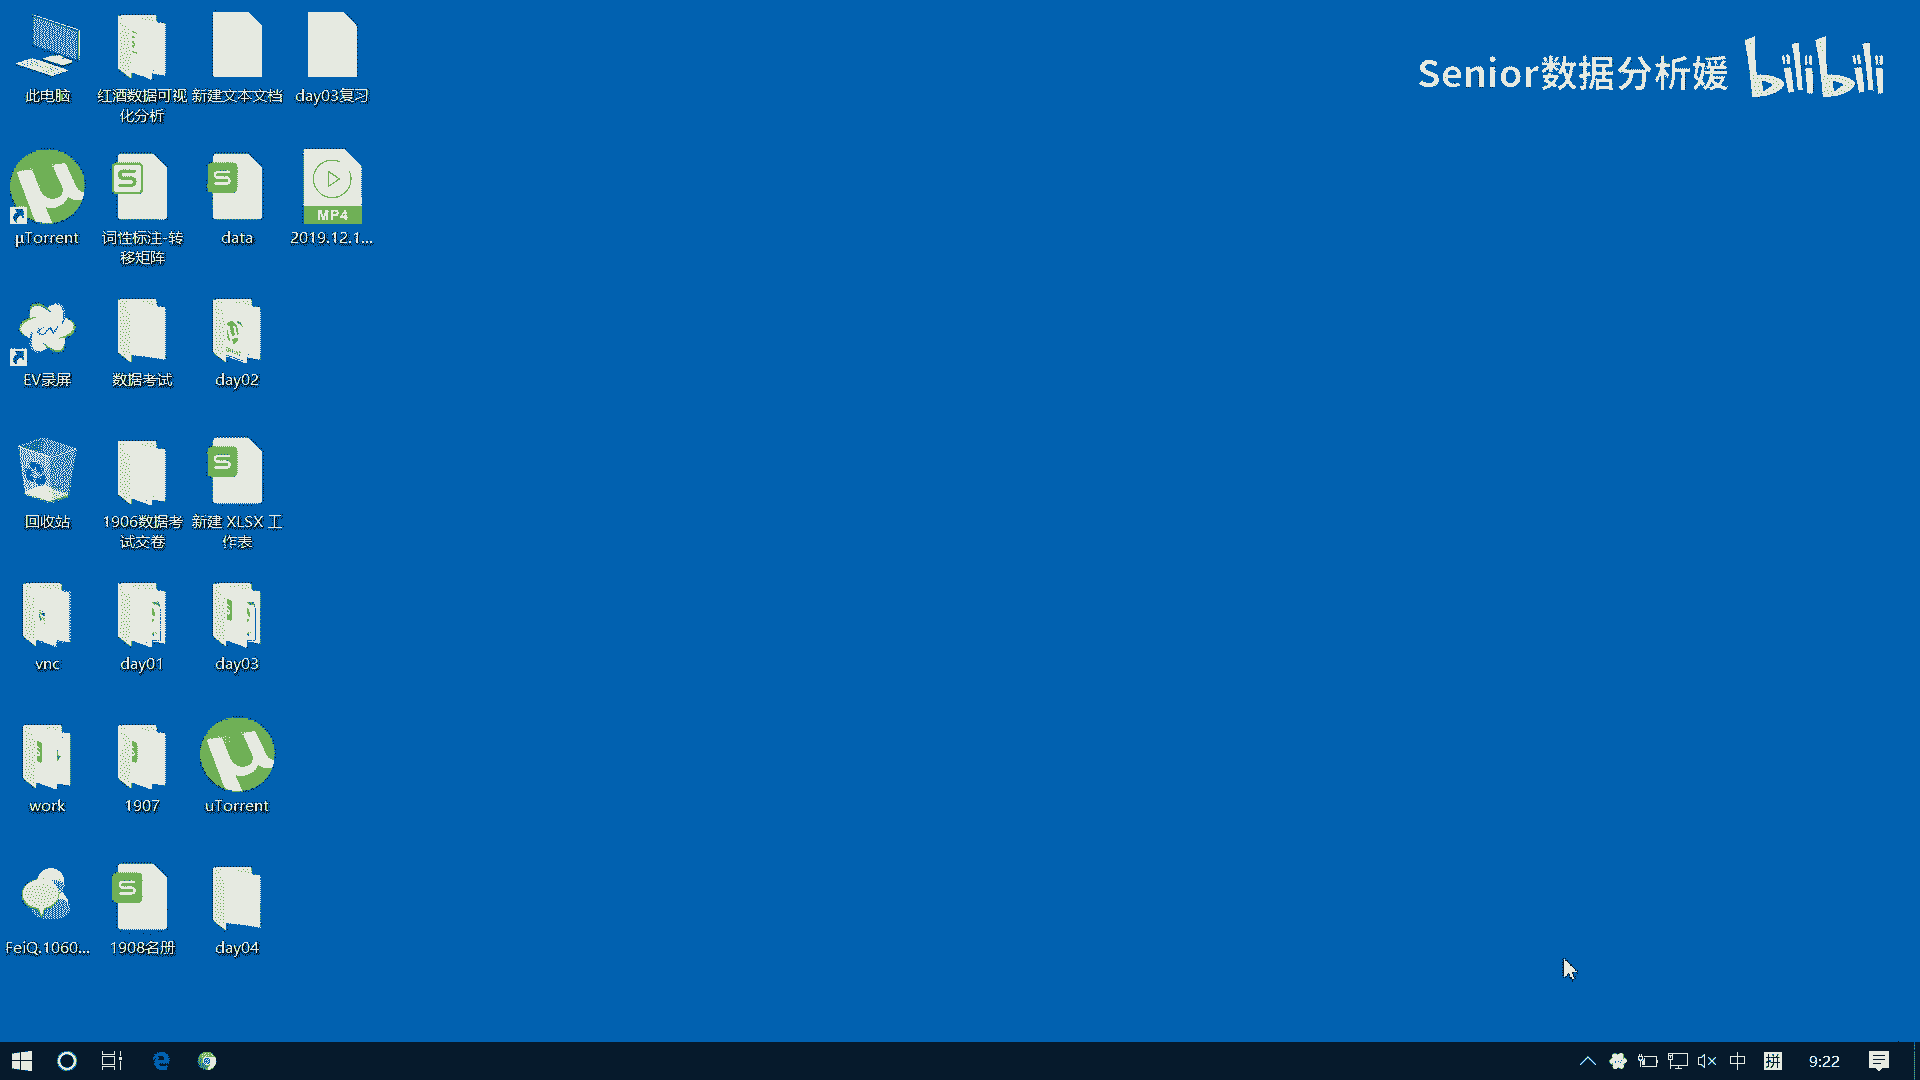 Senior数据分析媛 bilibili
此电脑
红酒数据可视
化分析
新建文本文档
day03复习
µTorrent
词性标注-转
移矩阵
data
MP4
2019.12.1...
EV录屏
数据考试
day02
回收站
1906数据考
试交卷
新建 XLSX 工
作表
vnc
day01
day03
work
1907
uTorrent
FeiQ.1060...
1908名册
day04
中
拼
9:22